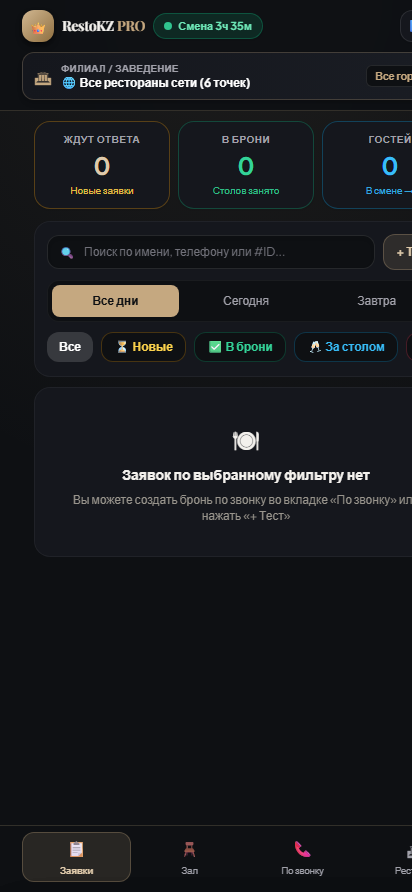 RestoKZ PRO
Смена 3ч 35м
ФИЛИАЛ / ЗАВЕДЕНИЕ
Все рестораны сети (6 точек)
Все гор
ЖДУТ ОТВЕТА
0
Новые заявки
В БРОНИ
0
Столов занято
ГОСТЕЙ
0
В смене →
Поиск по имени, телефону или #ID...
+ Т
Все дни
Сегодня
Завтра
Все
Новые
В брони
За столом
Заявок по выбранному фильтру нет
Вы можете создать бронь по звонку во вкладке «По звонку» ил
нажать «+ Тест»
Заявки
Зал
По звонку
Рест